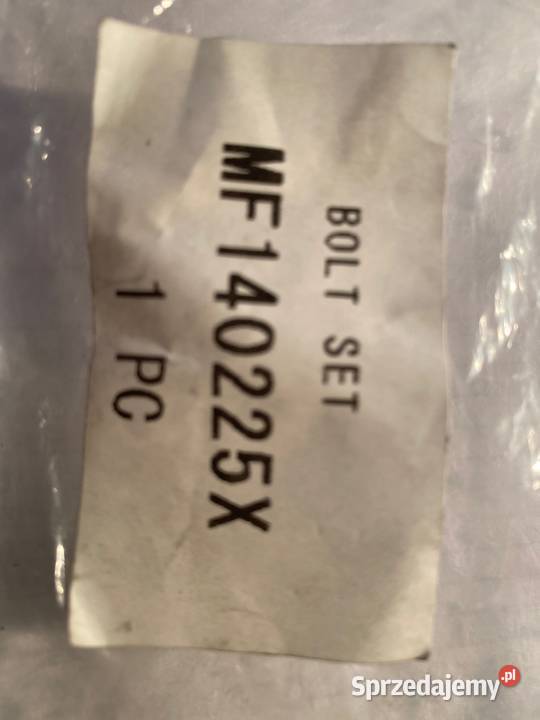 BOLT SET
MF140225X
1 PC
Sprzedajemy.pl